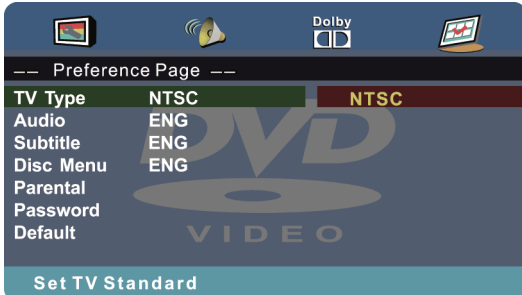 Dolby
-- Preference Page --
TV Type NTSC NTSC
Audio ENG
Subtitle ENG
Disc Menu ENG
Parental
Password
Default
DVD
VIDEO
Set TV Standard